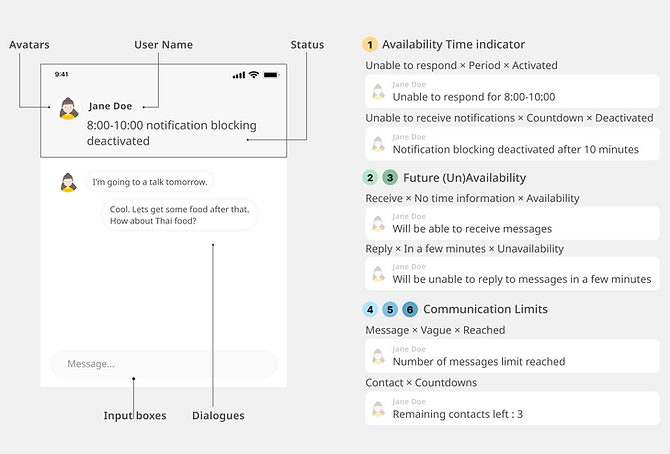 Avatars
User Name
Status
9:41
Jane Doe
8:00-10:00 notification blocking
deactivated
I'm going to a talk tomorrow.
Cool. Lets get some food after that.
How about Thai food?
Message...
Input boxes
Dialogues
1 Availability Time indicator
Unable to respond × Period × Activated
Jane Doe
Unable to respond for 8:00-10:00
Unable to receive notifications × Countdown × Deactivated
Jane Doe
Notification blocking deactivated after 10 minutes
2 3 Future (Un)Availability
Receive × No time information × Availability
Jane Doe
Will be able to receive messages
Reply × In a few minutes × Unavailability
Jane Doe
Will be unable to reply to messages in a few minutes
4 5 6 Communication Limits
Message × Vague × Reached
Jane Doe
Number of messages limit reached
Contact × Countdowns
Jane Doe
Remaining contacts left : 3